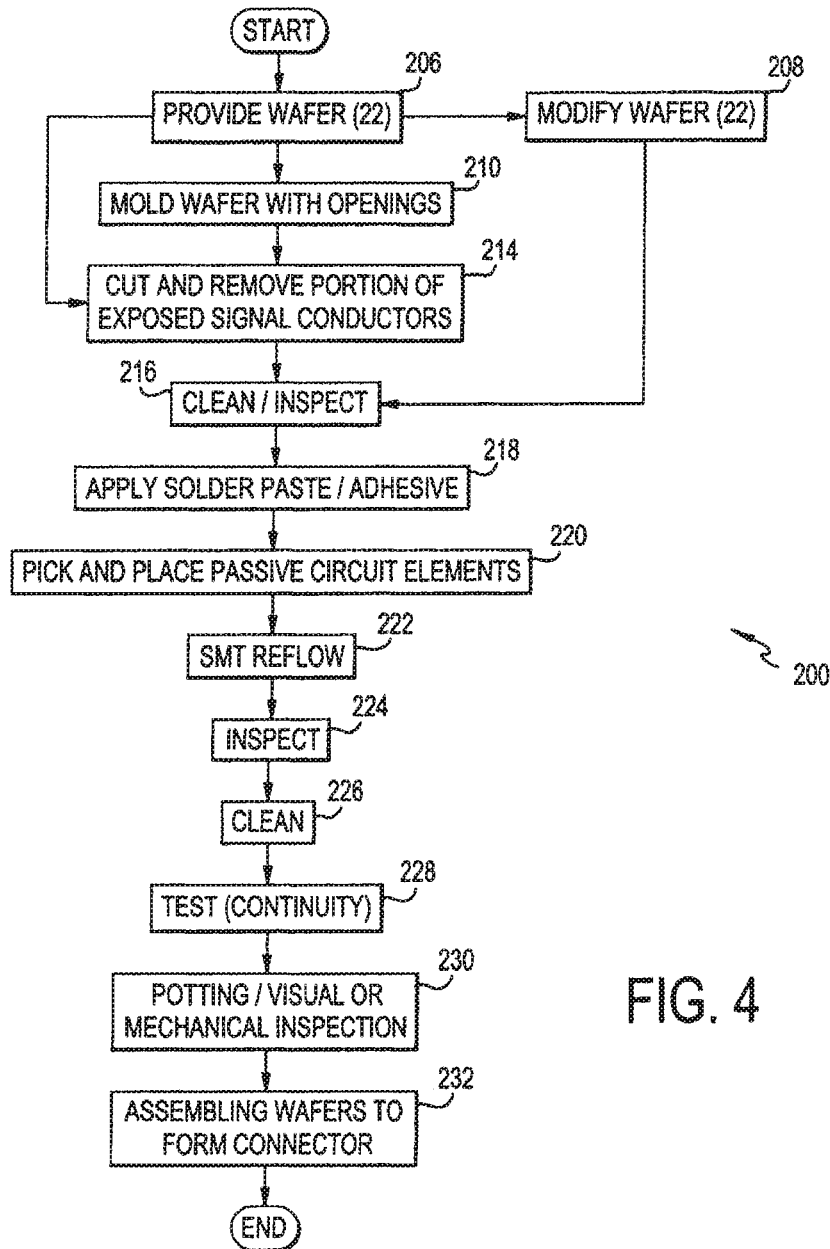 START
206
PROVIDE WAFER (22)
208
MODIFY WAFER (22)
210
MOLD WAFER WITH OPENINGS
214
CUT AND REMOVE PORTION OF
EXPOSED SIGNAL CONDUCTORS
216
CLEAN / INSPECT
218
APPLY SOLDER PASTE / ADHESIVE
220
PICK AND PLACE PASSIVE CIRCUIT ELEMENTS
222
SMT REFLOW
200
224
INSPECT
226
CLEAN
228
TEST (CONTINUITY)
230
POTTING / VISUAL OR
MECHANICAL INSPECTION
FIG. 4
232
ASSEMBLING WAFERS TO
FORM CONNECTOR
END